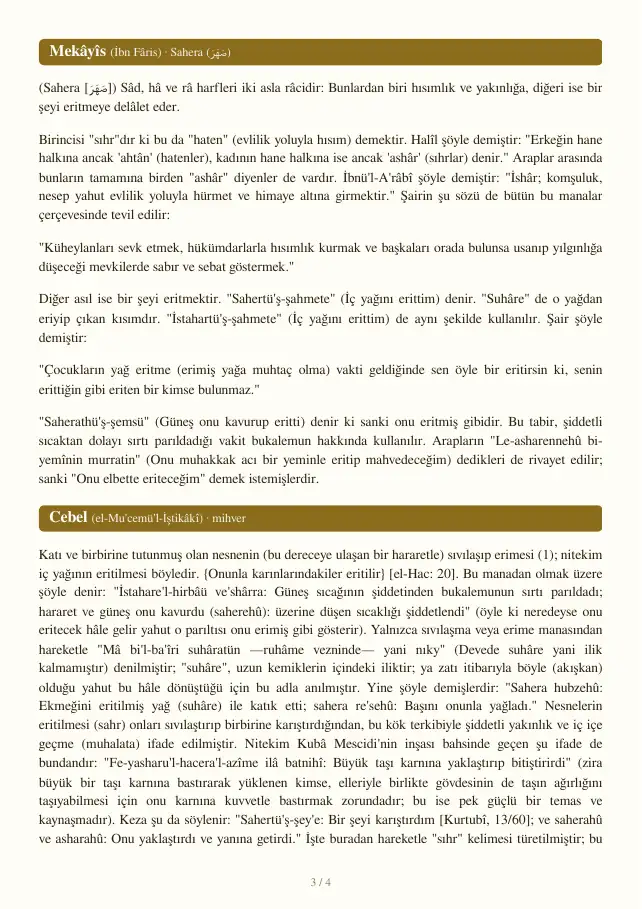 Mekâyîs (İbn Fâris) · Sahera (صَهَرَ)
(Sahera [صَهَرَ]) Sâd, hâ ve râ harfleri iki asla râcidir: Bunlardan biri hısımlık ve yakınlığa, diğeri ise bir
şeyi eritmeye delâlet eder.
Birincisi "sıhr"dır ki bu da "haten" (evlilik yoluyla hısım) demektir. Halîl şöyle demiştir: "Erkeğin hane
halkına ancak 'ahtân' (hatenler), kadının hane halkına ise ancak 'ashâr' (sıhrlar) denir." Araplar arasında
bunların tamamına birden "ashâr" diyenler de vardır. İbnü'l-A'râbî şöyle demiştir: "İshâr; komşuluk,
nesep yahut evlilik yoluyla hürmet ve himaye altına girmektir." Şairin şu sözü de bütün bu manalar
çerçevesinde tevil edilir:
"Küheylanları sevk etmek, hükümdarlarla hısımlık kurmak ve başkaları orada bulunsa usanıp yılgınlığa
düşeceği mevkilerde sabır ve sebat göstermek."
Diğer asıl ise bir şeyi eritmektir. "Sahertü'ş-şahmete" (İç yağını erittim) denir. "Suhâre" de o yağdan
eriyip çıkan kısımdır. "İstahartü'ş-şahmete" (İç yağını erittim) de aynı şekilde kullanılır. Şair şöyle
demiştir:
"Çocukların yağ eritme (erimiş yağa muhtaç olma) vakti geldiğinde sen öyle bir eritirsin ki, senin
erittiğin gibi eriten bir kimse bulunmaz."
"Saherathü'ş-şemsü" (Güneş onu kavurup eritti) denir ki sanki onu eritmiş gibidir. Bu tabir, şiddetli
sıcaktan dolayı sırtı parıldadığı vakit bukalemun hakkında kullanılır. Arapların "Le-asharennehû bi-
yemînin murratin" (Onu muhakkak acı bir yeminle eritip mahvedeceğim) dedikleri de rivayet edilir;
sanki "Onu elbette eriteceğim" demek istemişlerdir.
Cebel (el-Mu'cemü'l-İştikâkî) · mihver
Katı ve birbirine tutunmuş olan nesnenin (bu dereceye ulaşan bir hararetle) sıvılaşıp erimesi (1); nitekim
iç yağının eritilmesi böyledir. {Onunla karınlarındakiler eritilir} [el-Hac: 20]. Bu manadan olmak üzere
şöyle denir: "İstahare'l-hirbâü ve'shârra: Güneş sıcağının şiddetinden bukalemunun sırtı parıldadı;
hararet ve güneş onu kavurdu (saherehû): üzerine düşen sıcaklığı şiddetlendi" (öyle ki neredeyse onu
eritecek hâle gelir yahut o parıltısı onu erimiş gibi gösterir). Yalnızca sıvılaşma veya erime manasından
hareketle "Mâ bi'l-ba'îri suhâratün —ruhâme vezninde— yani nıky" (Devede suhâre yani ilik
kalmamıştır) denilmiştir; "suhâre", uzun kemiklerin içindeki iliktir; ya zatı itibarıyla böyle (akışkan)
olduğu yahut bu hâle dönüştüğü için bu adla anılmıştır. Yine şöyle demişlerdir: "Sahera hubzehû:
Ekmeğini eritilmiş yağ (suhâre) ile katık etti; sahera re'sehû: Başını onunla yağladı." Nesnelerin
eritilmesi (sahr) onları sıvılaştırıp birbirine karıştırdığından, bu kök terkibiyle şiddetli yakınlık ve iç içe
geçme (muhalata) ifade edilmiştir. Nitekim Kubâ Mescidi'nin inşası bahsinde geçen şu ifade de
bundandır: "Fe-yasharu'l-hacera'l-azîme ilâ batnihî: Büyük taşı karnına yaklaştırıp bitiştirirdi" (zira
büyük bir taşı karnına bastırarak yüklenen kimse, elleriyle birlikte gövdesinin de taşın ağırlığını
taşıyabilmesi için onu karnına kuvvetle bastırmak zorundadır; bu ise pek güçlü bir temas ve
kaynaşmadır). Keza şu da söylenir: "Sahertü'ş-şey'e: Bir şeyi karıştırdım [Kurtubî, 13/60]; ve saherahû
ve asharahû: Onu yaklaştırdı ve yanına getirdi." İşte buradan hareketle "sıhr" kelimesi türetilmiştir; bu
3 / 4